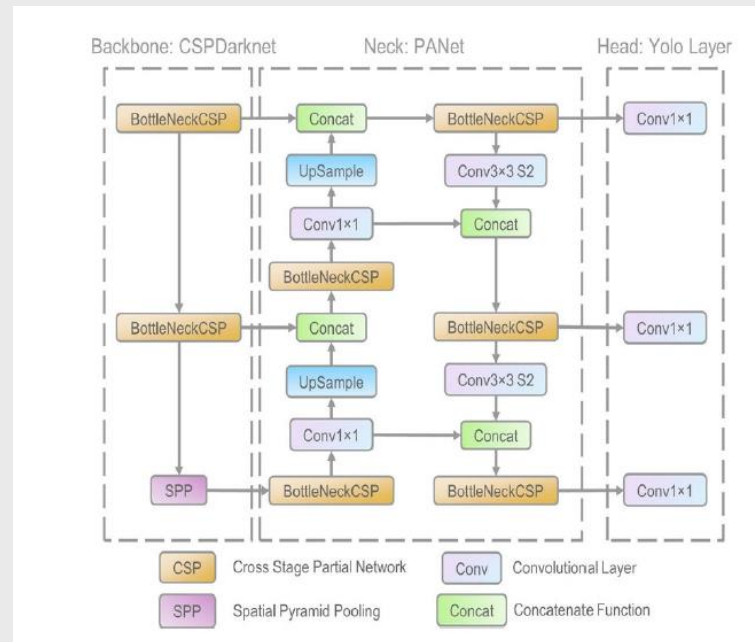 Backbone: CSPDarknet Neck: PANet Head: Yolo Layer
BottleNeckCSP Concat BottleNeckCSP Conv1×1
UpSample Conv3×3 S2
Conv1×1 Concat
BottleNeckCSP
BottleNeckCSP Concat BottleNeckCSP Conv1×1
UpSample Conv3×3 S2
Conv1×1 Concat
SPP BottleNeckCSP BottleNeckCSP Conv1×1
CSP Cross Stage Partial Network Conv Convolutional Layer
SPP Spatial Pyramid Pooling Concat Concatenate Function